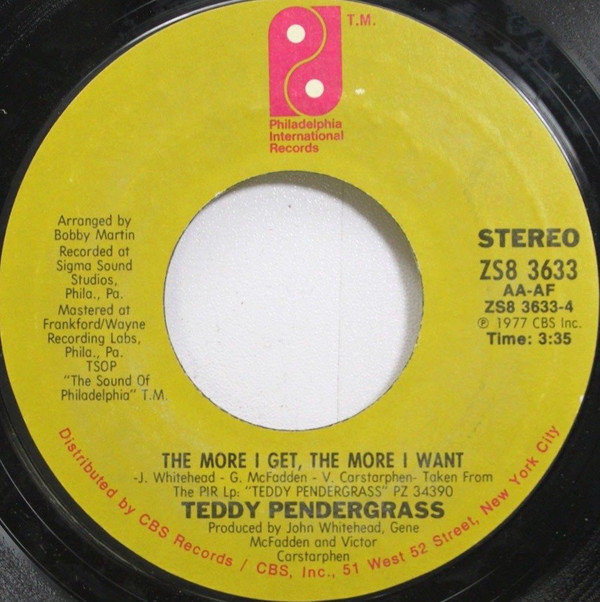 T.M.
Philadelphia
International
Records
Arranged by
Bobby Martin
Recorded at
Sigma Sound
Studios,
Phila., Pa.
Mastered at
Frankford/Wayne
Recording Labs,
Phila., Pa.
TSOP
"The Sound Of
Philadelphia" T.M.
STEREO
ZS8 3633
AA-AF
ZS8 3633-4
℗ 1977 CBS Inc.
Time: 3:35
THE MORE I GET, THE MORE I WANT
-J. Whitehead - G. McFadden - V. Carstarphen- Taken From
The PIR Lp: "TEDDY PENDERGRASS" PZ 34390
TEDDY PENDERGRASS
Produced by John Whitehead, Gene
McFadden and Victor
Carstarphen
Distributed by CBS Records / CBS, Inc., 51 West 52 Street, New York City